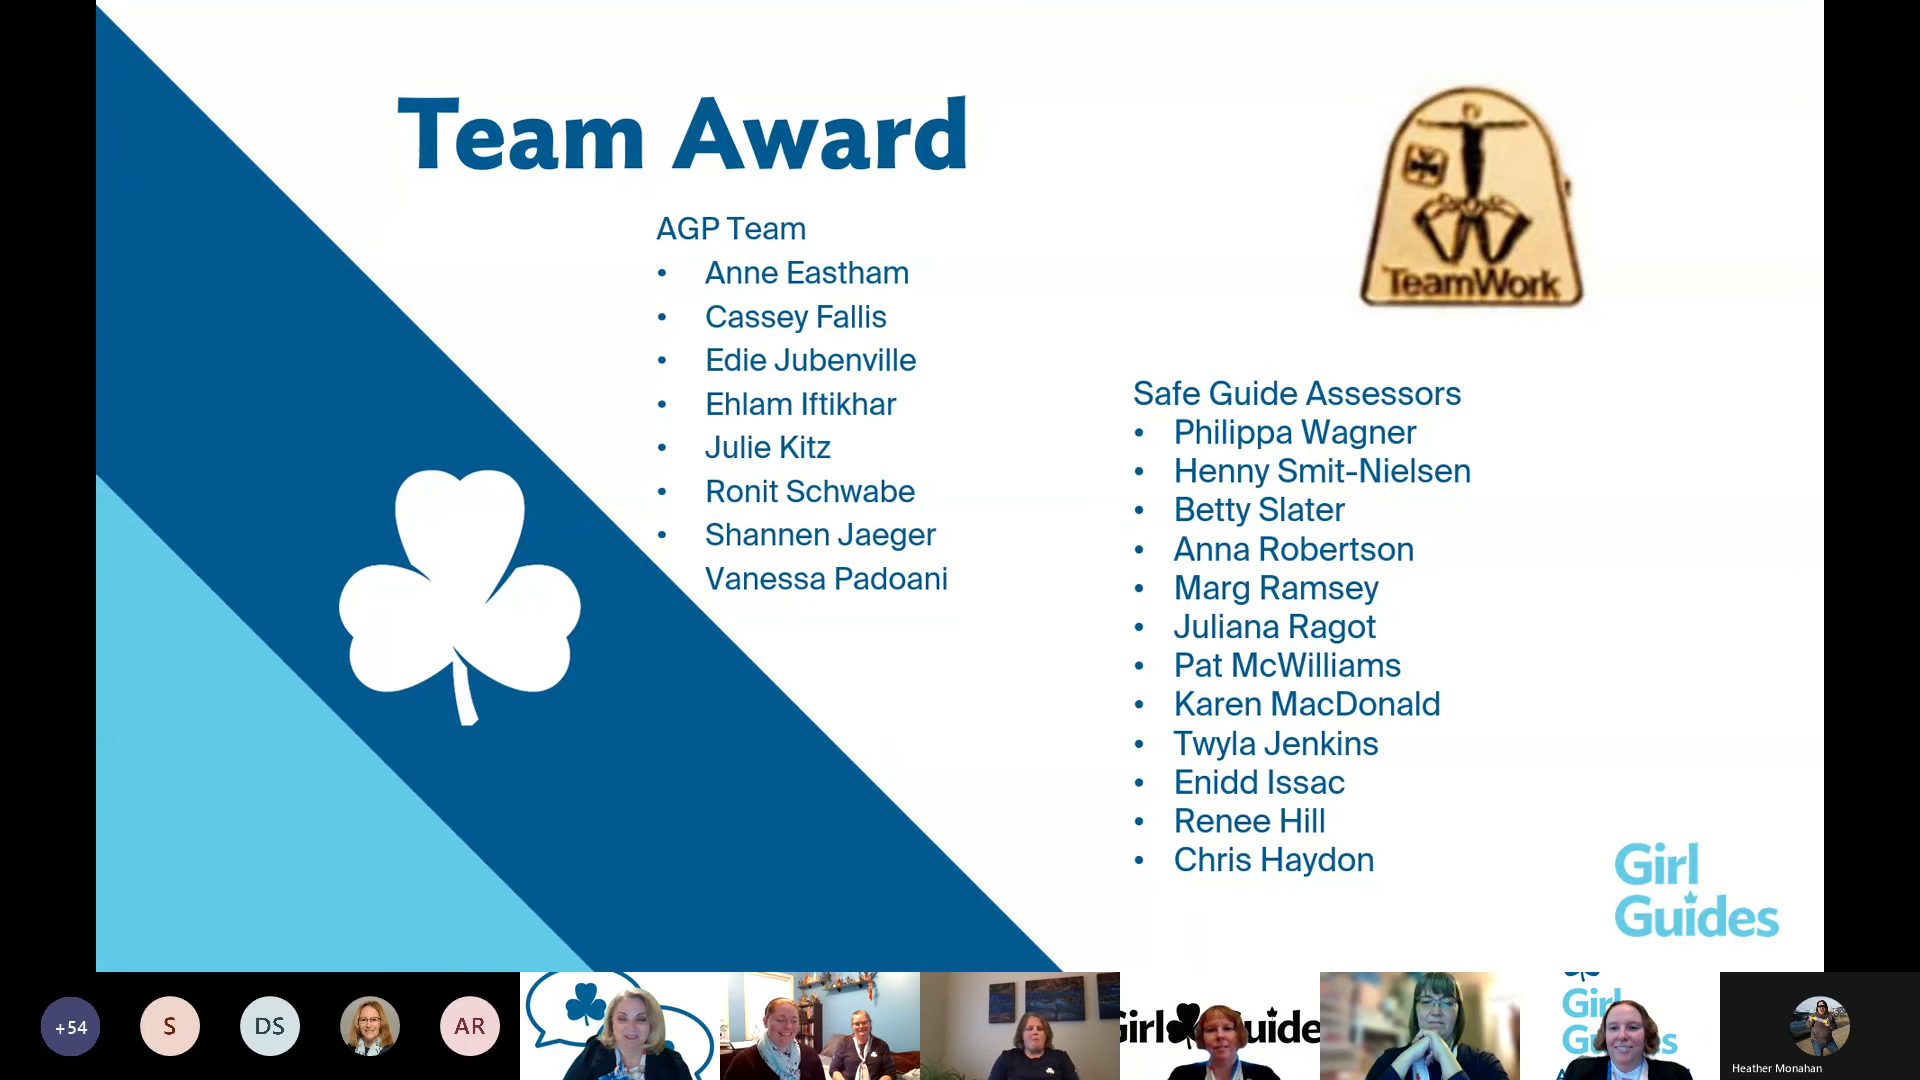 Team Award
TeamWork
AGP Team
• Anne Eastham
• Cassey Fallis
• Edie Jubenville
• Ehlam Iftikhar
• Julie Kitz
• Ronit Schwabe
• Shannen Jaeger
Vanessa Padoani
Safe Guide Assessors
• Philippa Wagner
• Henny Smit-Nielsen
• Betty Slater
• Anna Robertson
• Marg Ramsey
• Juliana Ragot
• Pat McWilliams
• Karen MacDonald
• Twyla Jenkins
• Enidd Issac
• Renee Hill
• Chris Haydon
Girl
Guides
+54
S
DS
AR
Heather Monahan